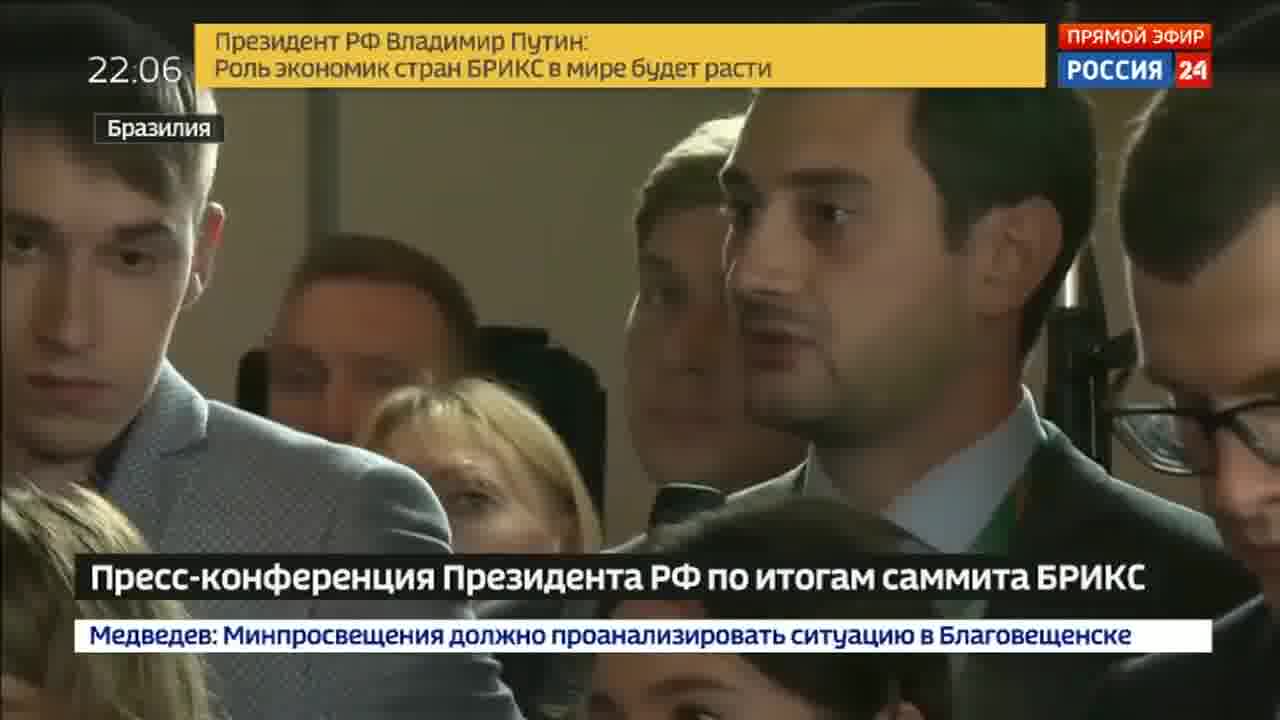 22:06
Президент РФ Владимир Путин:
Роль экономик стран БРИКС в мире будет расти
ПРЯМОЙ ЭФИР
РОССИЯ 24
Бразилия
Пресс-конференция Президента РФ по итогам саммита БРИКС
Медведев: Минпросвещения должно проанализировать ситуацию в Благовещенске